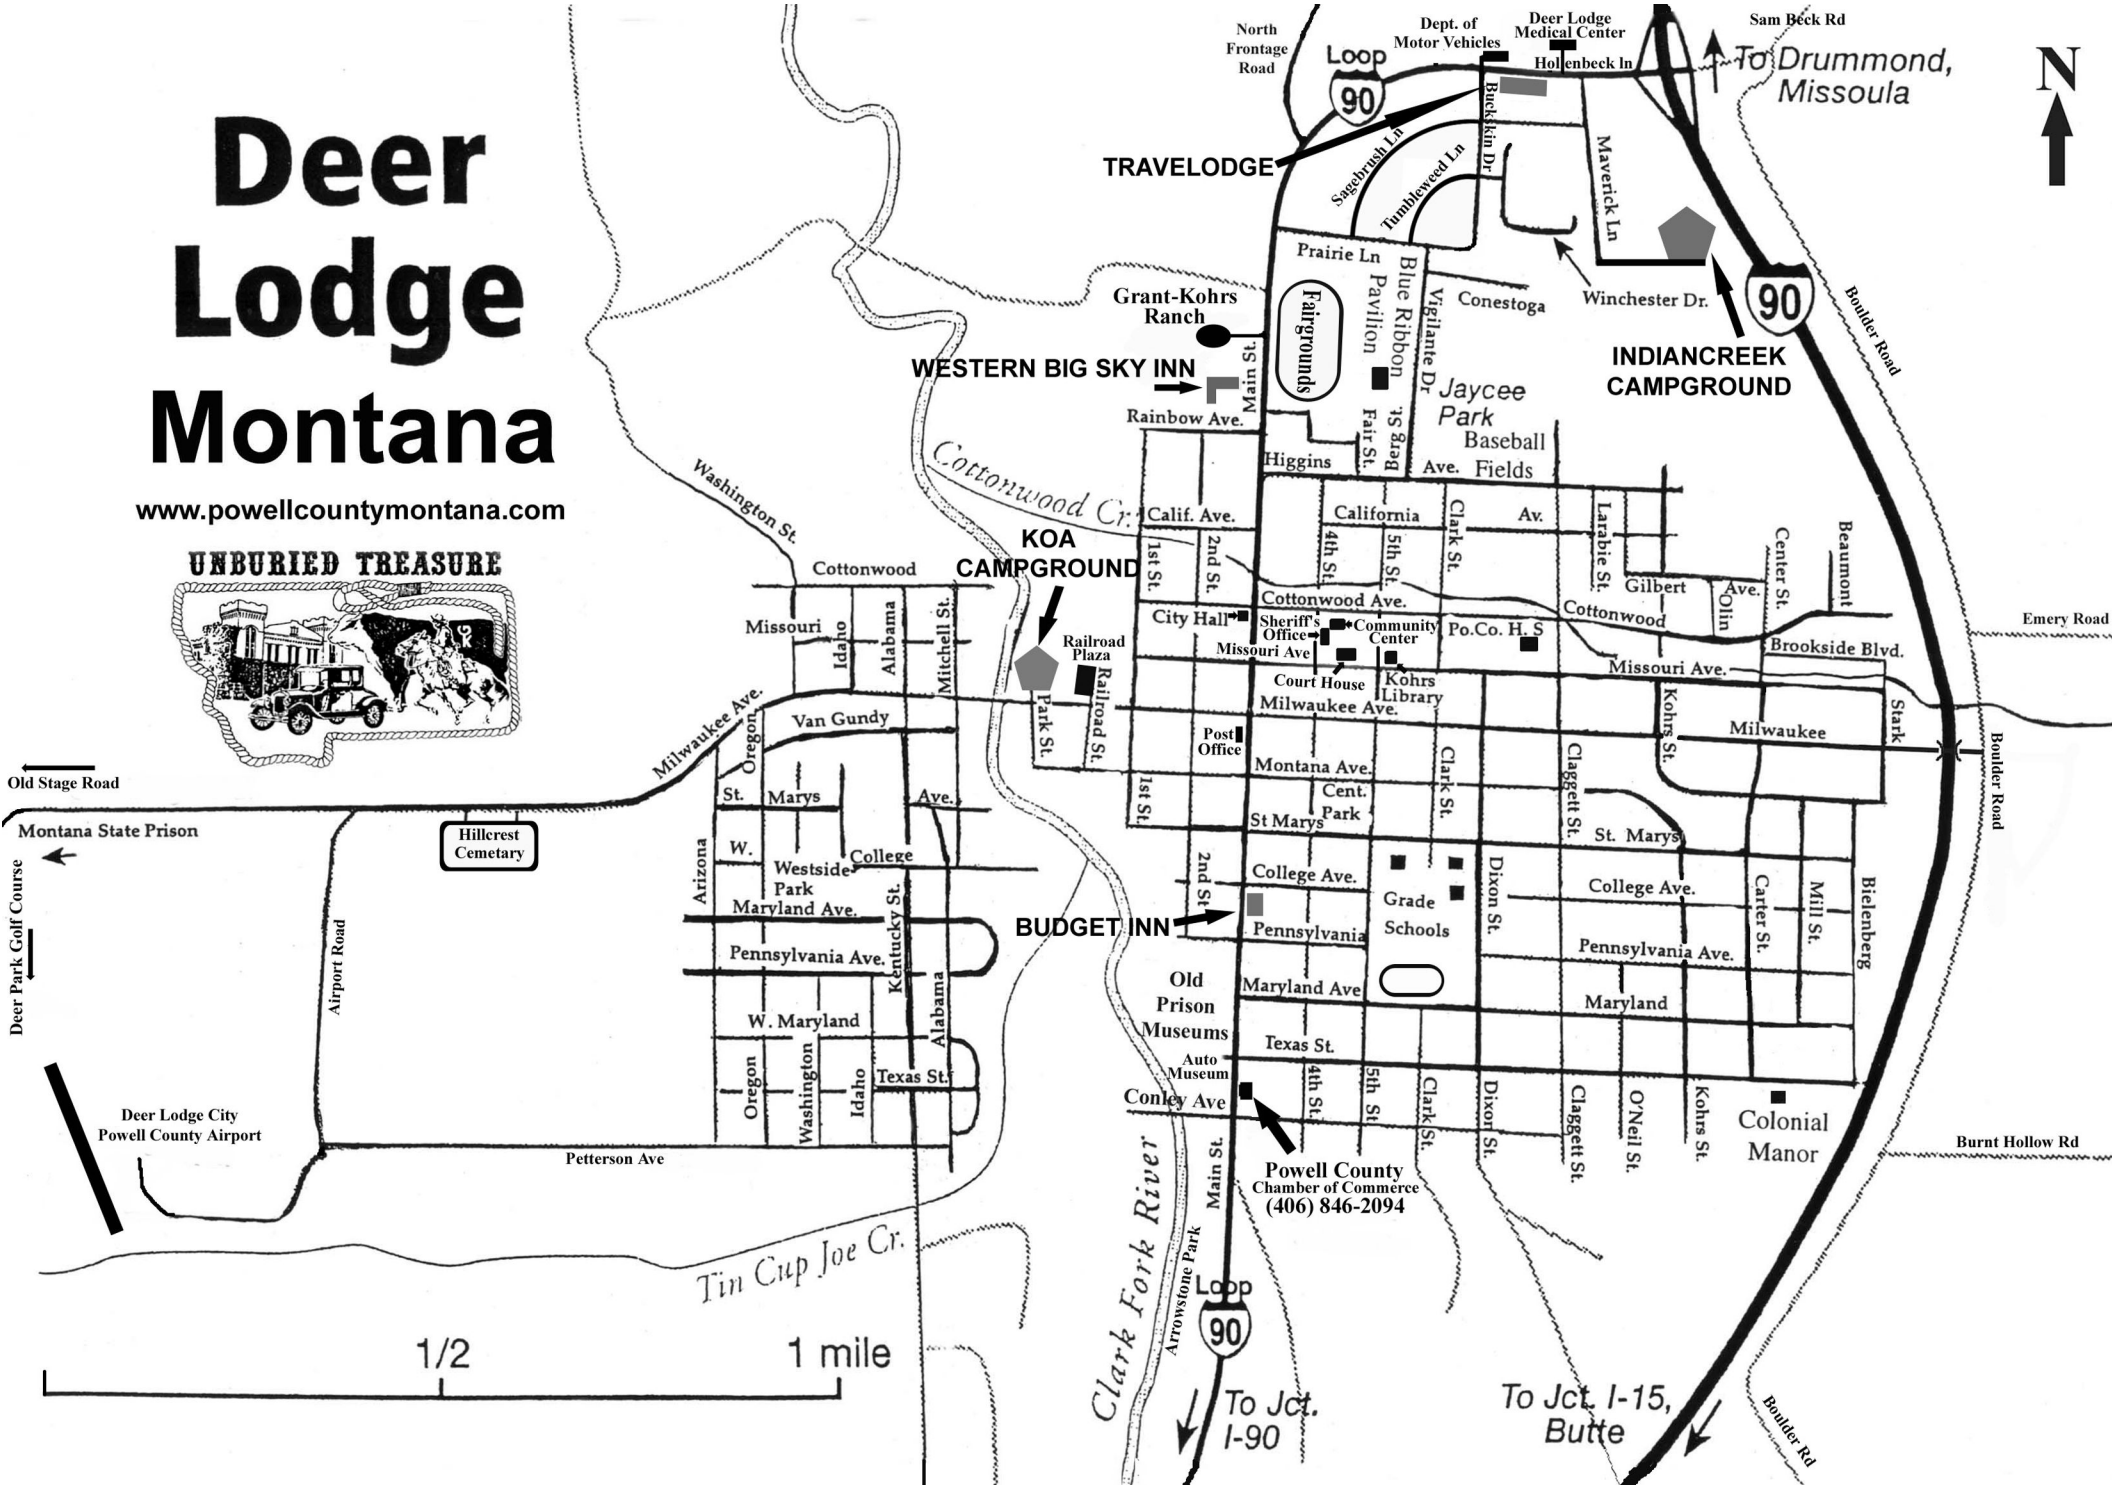 Deer
Lodge
Montana
www.powellcountymontana.com
UNBURIED TREASURE
KG
North
Frontage
Road
Loop
90
Dept. of
Motor Vehicles
Deer Lodge
Medical Center
Hollenbeck ln
Sam Beck Rd
To Drummond,
Missoula
N
TRAVELODGE
Buckskin Dr
Sagebrush Ln
Tumbleweed Ln
Maverick Ln
Prairie Ln
Winchester Dr.
Conestoga
90
Boulder Road
INDIANCREEK
CAMPGROUND
Grant-Kohrs
Ranch
WESTERN BIG SKY INN
Main St.
Fairgrounds
Blue Ribbon
Pavilion
Vigilante Dr
Jaycee
Park
Baseball
Fields
Rainbow Ave.
Fair St.
Berg St.
Higgins
Ave.
Washington St.
Cottonwood Cr.
Calif. Ave.
California
Av.
Clark St.
Larabie St.
Center St.
Beaumont
1st St.
2nd St.
4th St.
5th St.
Gilbert
Ave.
Olin
KOA
CAMPGROUND
Cottonwood
Missouri
Idaho
Alabama
Mitchell St.
Cottonwood Ave.
Cottonwood
City Hall
Sheriff's
Office
Community
Center
Po.Co. H. S
Emery Road
Brookside Blvd.
Railroad
Plaza
Missouri Ave
Court House
Kohrs
Library
Missouri Ave.
Park St.
Railroad St.
Milwaukee Ave.
Oregon
Van Gundy
Milwaukee Ave.
Kohrs St.
Milwaukee
Stark
Post
Office
Boulder Road
Old Stage Road
Montana Ave.
Clark St.
Claggett St.
St.
Marys
Ave.
1st St.
Cent.
Park
St Marys
St. Marys
Montana State Prison
Hillcrest
Cemetary
Deer Park Golf Course
Arizona
W.
College
Westside
Park
2nd St
College Ave.
Grade
Schools
Dixon St.
College Ave.
Carter St.
Mill St.
Bielenberg
Maryland Ave.
Kentucky St.
BUDGET INN
Pennsylvania
Pennsylvania Ave.
Pennsylvania Ave.
Airport Road
Alabama
Old
Prison
Museums
Maryland Ave
Maryland
W. Maryland
Texas St.
Auto
Museum
Oregon
Washington
Idaho
Texas St.
Conley Ave
4th St.
5th St
Clark St.
Dixon St.
Claggett St.
O'Neil St.
Kohrs St.
Colonial
Manor
Deer Lodge City
Powell County Airport
Petterson Ave
Burnt Hollow Rd
Main St.
Powell County
Chamber of Commerce
(406) 846-2094
Clark Fork River
Arrowstone Park
Tin Cup Joe Cr.
Loop
90
1/2
1 mile
To Jct.
I-90
To Jct. I-15,
Butte
Boulder Rd